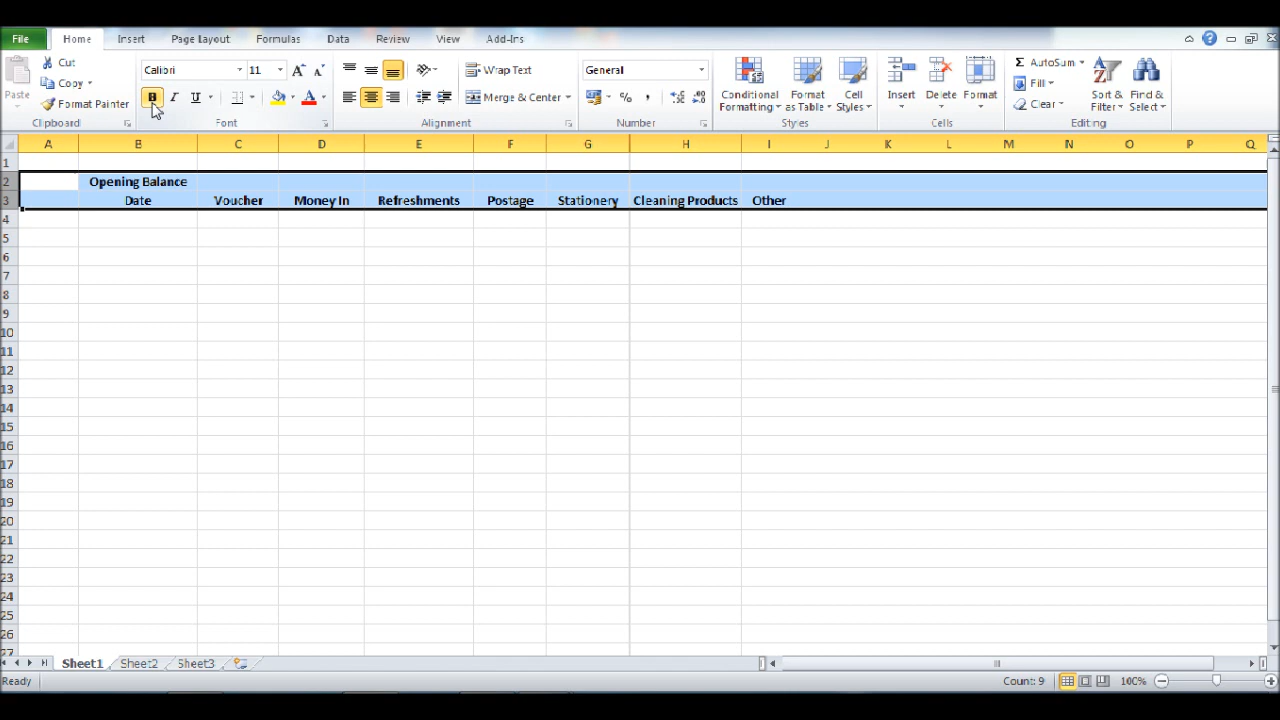 File Home Insert Page Layout Formulas Data Review View Add-Ins
Cut
Copy
Format Painter
Paste
Clipboard
Calibri 11
B I U
Font
Wrap Text
Merge & Center
Alignment
General
%
Number
Conditional Formatting
Format as Table
Cell Styles
Styles
Insert Delete Format
Cells
Σ AutoSum
Fill
Clear
Sort & Filter
Find & Select
Editing
A B C D E F G H I J K L M N O P Q
1
2 Opening Balance
3 Date Voucher Money In Refreshments Postage Stationery Cleaning Products Other
4
5
6
7
8
9
10
11
12
13
14
15
16
17
18
19
20
21
22
23
24
25
26
27
Sheet1 Sheet2 Sheet3
Ready Count: 9 100%